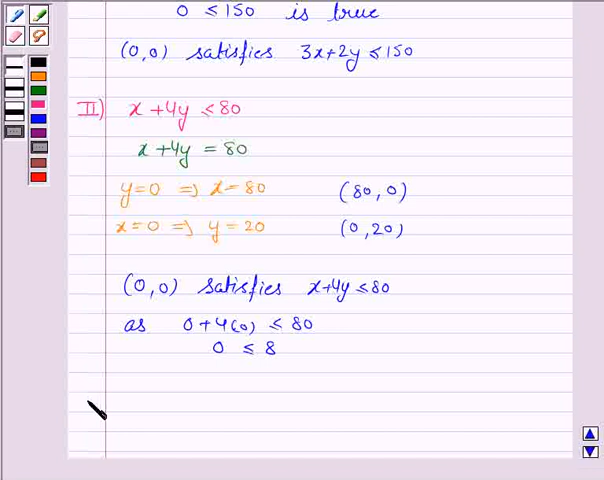 0 ≤ 150 is true
(0,0) satisfies 3x+2y ≤ 150
II) x + 4y ≤ 80
x + 4y = 80
y=0 ⇒ x=80 (80,0)
x=0 ⇒ y=20 (0,20)
(0,0) satisfies x+4y ≤ 80
as 0+4(0) ≤ 80
0 ≤ 8